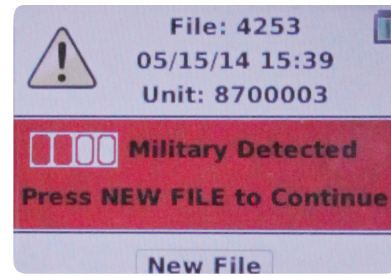 File: 4253
05/15/14 15:39
Unit: 8700003
Military Detected
Press NEW FILE to Continue
New File